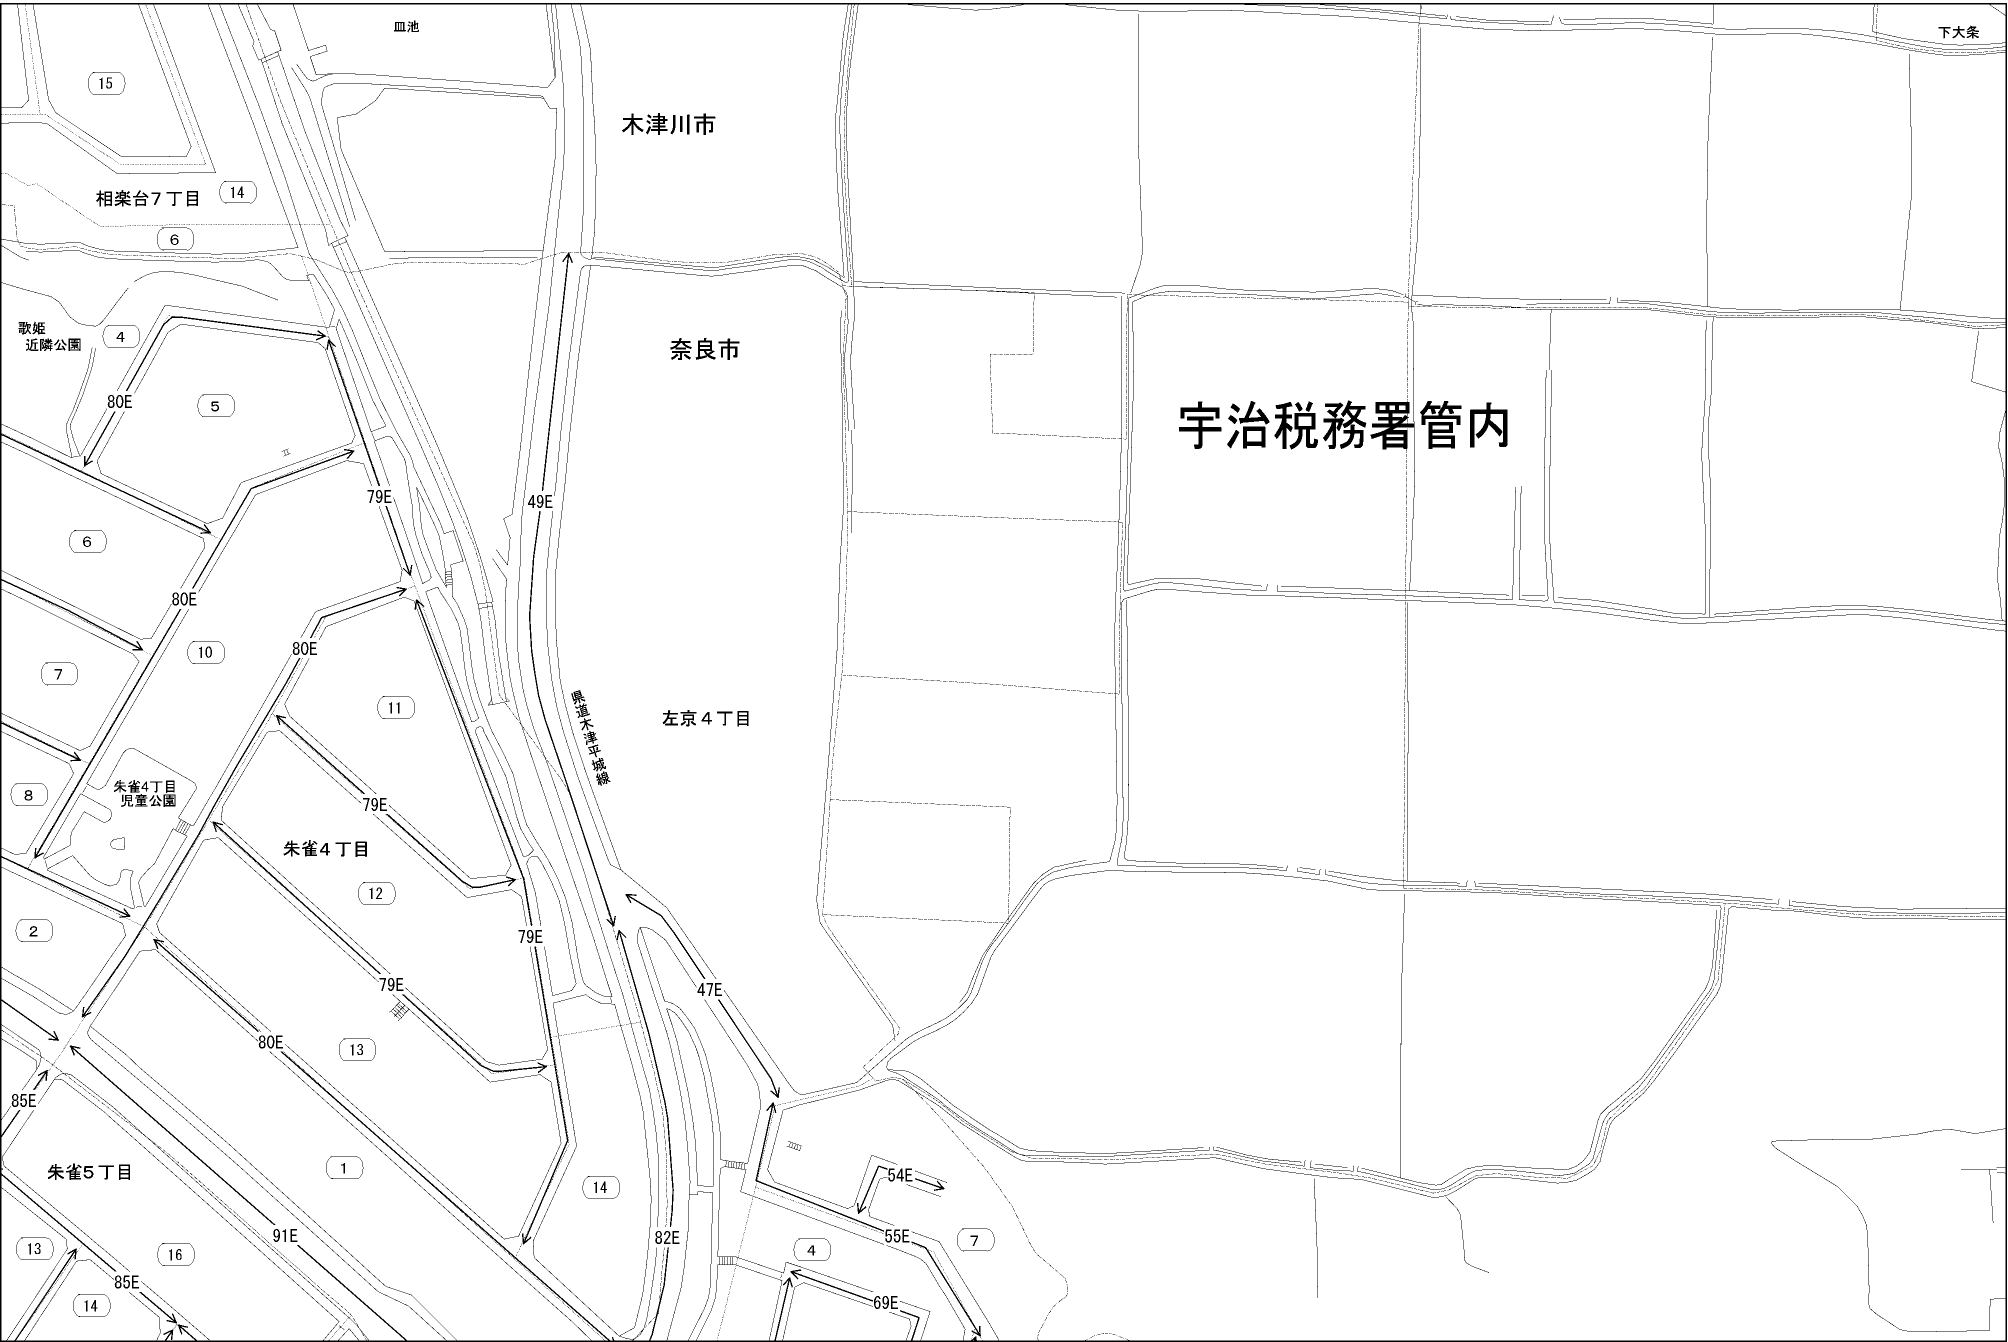 皿池
下大条
15
木津川市
相楽台7丁目
14
6
歌姫
近隣公園
4
奈良市
80E
5
宇治税務署管内
79E
49E
6
80E
10
80E
7
11
県道木津平城線
左京4丁目
8
朱雀4丁目
児童公園
79E
朱雀4丁目
12
2
79E
79E
47E
80E
13
85E
朱雀5丁目
1
14
54E
91E
82E
55E
7
13
16
4
85E
14
69E